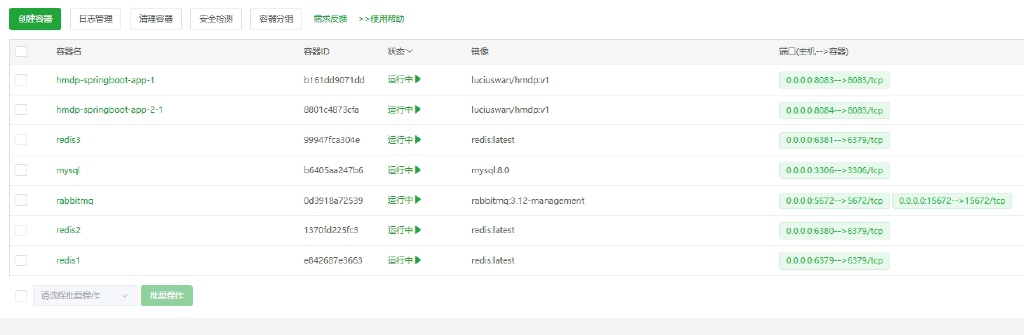 创建容器 日志管理 清理容器 安全检测 容器分组 需求反馈 >>使用帮助
容器名 容器ID 状态 镜像 端口(主机-->容器)
hmdp-springboot-app-1 b161dd9071dd 运行中 luciuswan/hmdp:v1 0.0.0.0:8083-->8083/tcp
hmdp-springboot-app-2-1 8801c4873cfa 运行中 luciuswan/hmdp:v1 0.0.0.0:8084-->8083/tcp
redis3 99947fca304e 运行中 redis:latest 0.0.0.0:6381-->6379/tcp
mysql b6405aa247b6 运行中 mysql:8.0 0.0.0.0:3306-->3306/tcp
rabbitmq 0d3918a72539 运行中 rabbitmq:3.12-management 0.0.0.0:5672-->5672/tcp 0.0.0.0:15672-->15672/tcp
redis2 1370fd225fc3 运行中 redis:latest 0.0.0.0:6380-->6379/tcp
redis1 e842687e3663 运行中 redis:latest 0.0.0.0:6379-->6379/tcp
请选择批量操作 批量操作